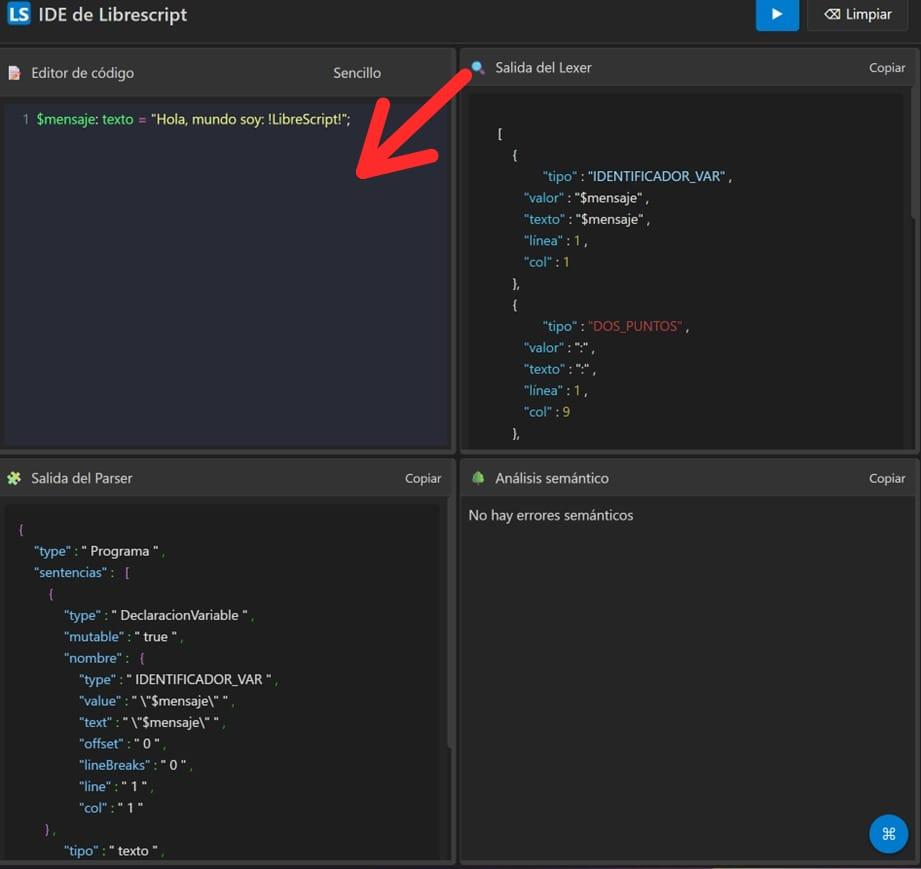 LS IDE de Librescript
Limpiar
Editor de código
Sencillo
1 $mensaje: texto = "Hola, mundo soy: !LibreScript!";
Salida del Lexer
Copiar
[
{
"tipo" : "IDENTIFICADOR_VAR" ,
"valor" : "$mensaje" ,
"texto" : "$mensaje" ,
"línea" : 1 ,
"col" : 1
},
{
"tipo" : "DOS_PUNTOS" ,
"valor" : ":" ,
"texto" : ":" ,
"línea" : 1 ,
"col" : 9
},
Salida del Parser
Copiar
{
"type" : " Programa " ,
"sentencias" : [
{
"type" : " DeclaracionVariable " ,
"mutable" : " true " ,
"nombre" : {
"type" : " IDENTIFICADOR_VAR " ,
"value" : " \"$mensaje\" " ,
"text" : " \"$mensaje\" " ,
"offset" : " 0 " ,
"lineBreaks" : " 0 " ,
"line" : " 1 " ,
"col" : " 1 "
} ,
"tipo" : " texto " ,
Análisis semántico
Copiar
No hay errores semánticos
⌘